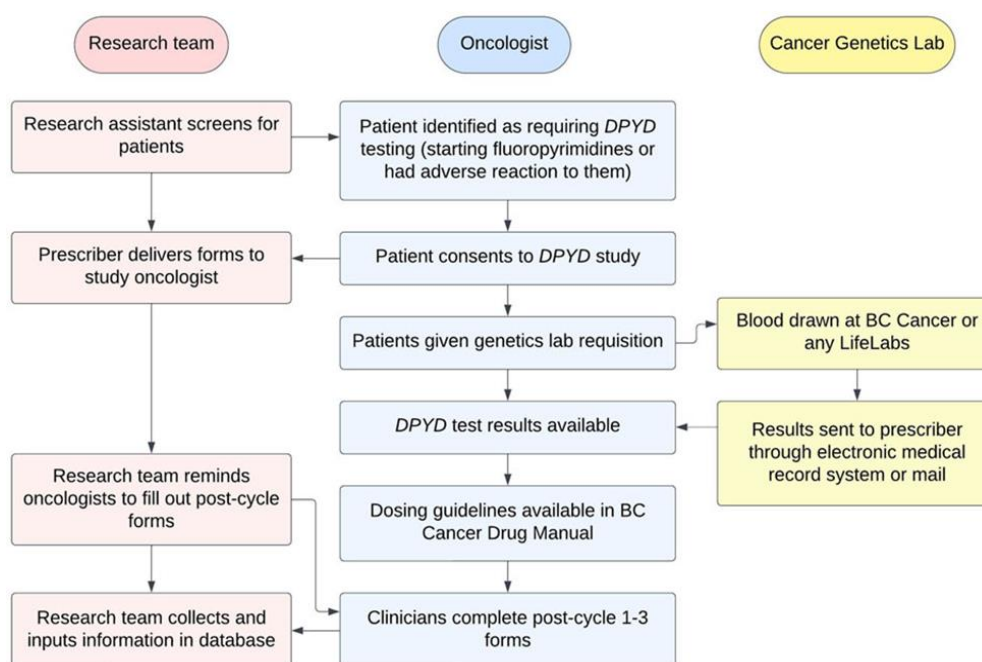 Research team
Oncologist
Cancer Genetics Lab
Research assistant screens for
patients
Patient identified as requiring DPYD
testing (starting fluoropyrimidines or
had adverse reaction to them)
Prescriber delivers forms to
study oncologist
Patient consents to DPYD study
Patients given genetics lab requisition
Blood drawn at BC Cancer or
any LifeLabs
DPYD test results available
Results sent to prescriber
through electronic medical
record system or mail
Research team reminds
oncologists to fill out post-cycle
forms
Dosing guidelines available in BC
Cancer Drug Manual
Research team collects and
inputs information in database
Clinicians complete post-cycle 1-3
forms